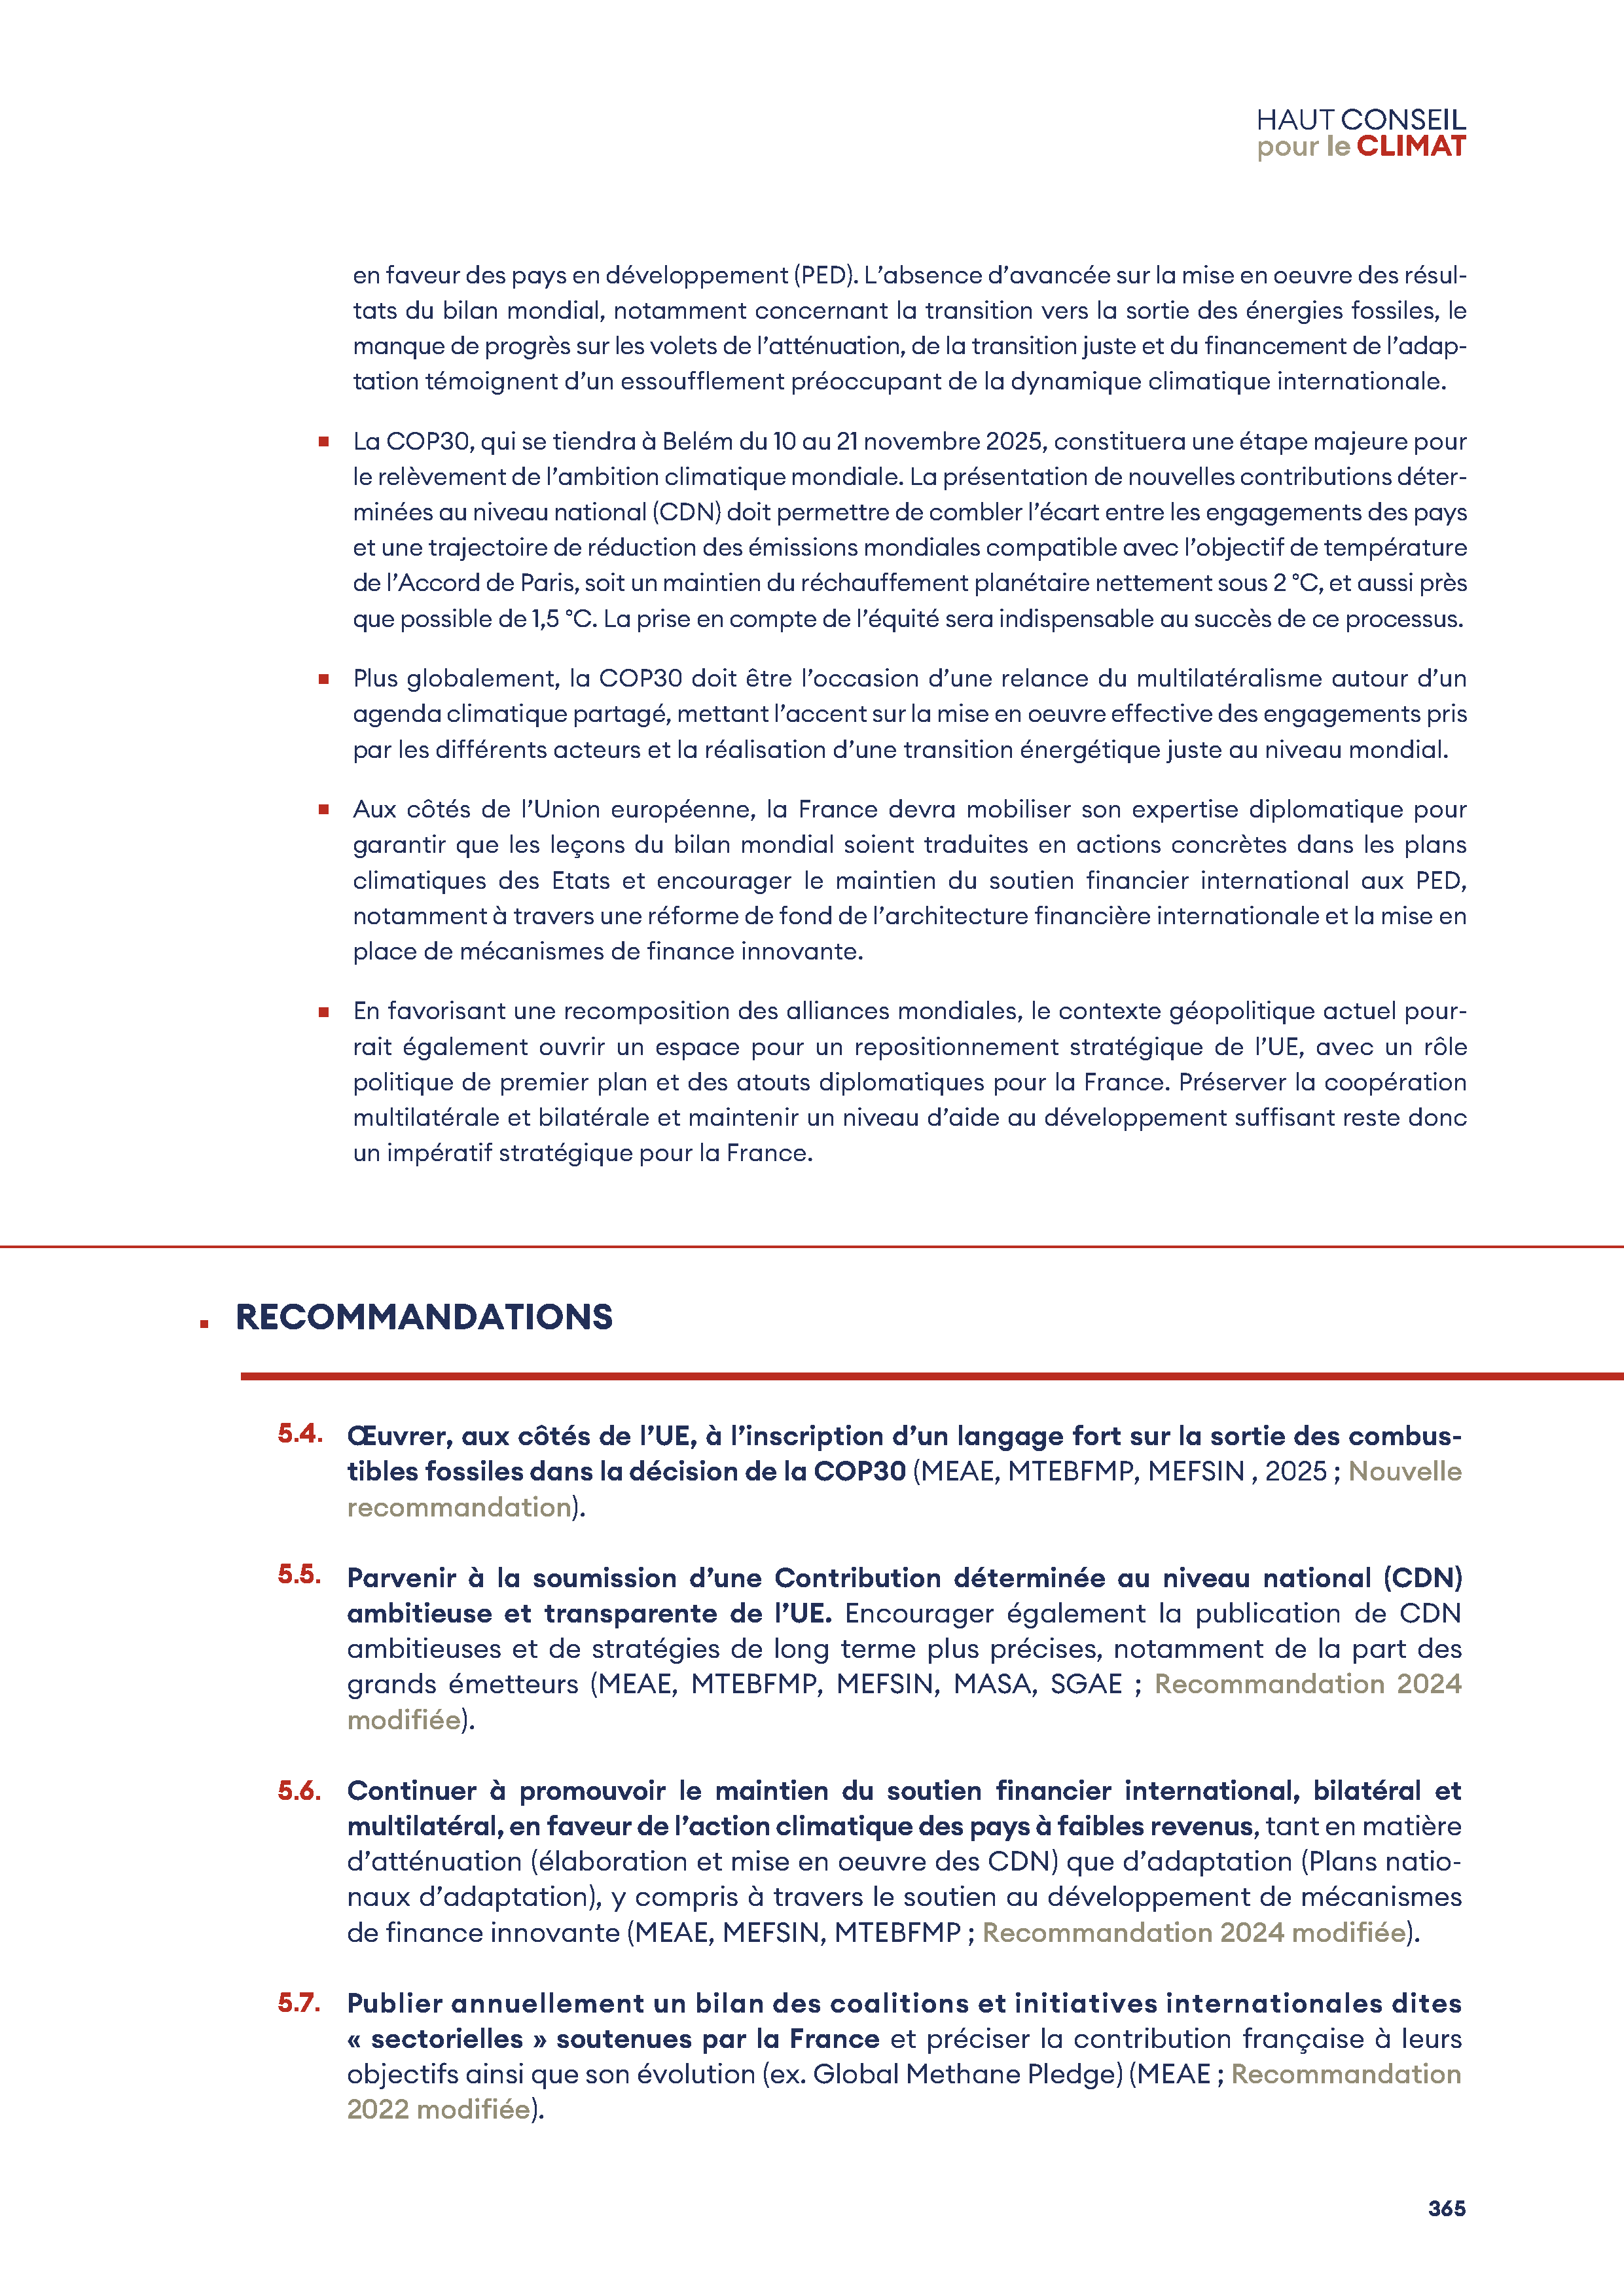 HAUT CONSEIL
pour le CLIMAT
en faveur des pays en développement (PED). L’absence d’avancée sur la mise en oeuvre des résul-
tats du bilan mondial, notamment concernant la transition vers la sortie des énergies fossiles, le
manque de progrès sur les volets de l’atténuation, de la transition juste et du financement de l’adap-
tation témoignent d’un essoufflement préoccupant de la dynamique climatique internationale.
■ La COP30, qui se tiendra à Belém du 10 au 21 novembre 2025, constituera une étape majeure pour
le relèvement de l’ambition climatique mondiale. La présentation de nouvelles contributions déter-
minées au niveau national (CDN) doit permettre de combler l’écart entre les engagements des pays
et une trajectoire de réduction des émissions mondiales compatible avec l’objectif de température
de l’Accord de Paris, soit un maintien du réchauffement planétaire nettement sous 2 °C, et aussi près
que possible de 1,5 °C. La prise en compte de l’équité sera indispensable au succès de ce processus.
■ Plus globalement, la COP30 doit être l’occasion d’une relance du multilatéralisme autour d’un
agenda climatique partagé, mettant l’accent sur la mise en oeuvre effective des engagements pris
par les différents acteurs et la réalisation d’une transition énergétique juste au niveau mondial.
■ Aux côtés de l’Union européenne, la France devra mobiliser son expertise diplomatique pour
garantir que les leçons du bilan mondial soient traduites en actions concrètes dans les plans
climatiques des Etats et encourager le maintien du soutien financier international aux PED,
notamment à travers une réforme de fond de l’architecture financière internationale et la mise en
place de mécanismes de finance innovante.
■ En favorisant une recomposition des alliances mondiales, le contexte géopolitique actuel pour-
rait également ouvrir un espace pour un repositionnement stratégique de l’UE, avec un rôle
politique de premier plan et des atouts diplomatiques pour la France. Préserver la coopération
multilatérale et bilatérale et maintenir un niveau d’aide au développement suffisant reste donc
un impératif stratégique pour la France.
■ RECOMMANDATIONS
5.4. Œuvrer, aux côtés de l’UE, à l’inscription d’un langage fort sur la sortie des combus-
tibles fossiles dans la décision de la COP30 (MEAE, MTEBFMP, MEFSIN , 2025 ; Nouvelle
recommandation).
5.5. Parvenir à la soumission d’une Contribution déterminée au niveau national (CDN)
ambitieuse et transparente de l’UE. Encourager également la publication de CDN
ambitieuses et de stratégies de long terme plus précises, notamment de la part des
grands émetteurs (MEAE, MTEBFMP, MEFSIN, MASA, SGAE ; Recommandation 2024
modifiée).
5.6. Continuer à promouvoir le maintien du soutien financier international, bilatéral et
multilatéral, en faveur de l’action climatique des pays à faibles revenus, tant en matière
d’atténuation (élaboration et mise en oeuvre des CDN) que d’adaptation (Plans natio-
naux d’adaptation), y compris à travers le soutien au développement de mécanismes
de finance innovante (MEAE, MEFSIN, MTEBFMP ; Recommandation 2024 modifiée).
5.7. Publier annuellement un bilan des coalitions et initiatives internationales dites
« sectorielles » soutenues par la France et préciser la contribution française à leurs
objectifs ainsi que son évolution (ex. Global Methane Pledge) (MEAE ; Recommandation
2022 modifiée).
365